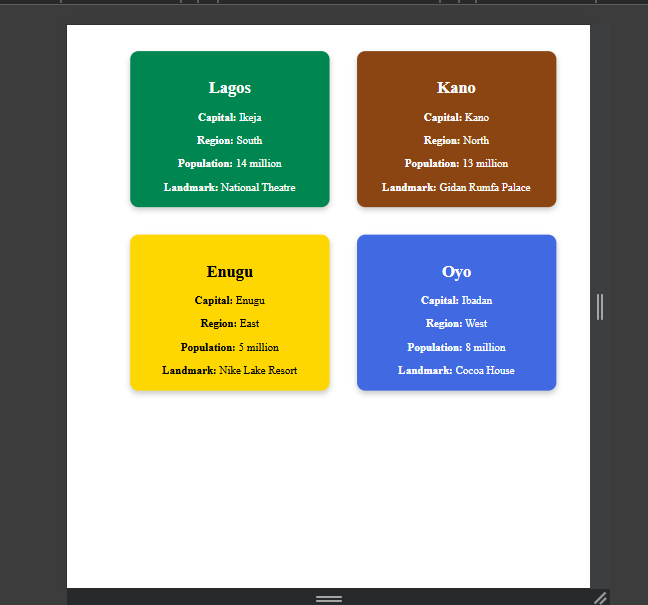 Lagos
Capital: Ikeja
Region: South
Population: 14 million
Landmark: National Theatre
Kano
Capital: Kano
Region: North
Population: 13 million
Landmark: Gidan Rumfa Palace
Enugu
Capital: Enugu
Region: East
Population: 5 million
Landmark: Nike Lake Resort
Oyo
Capital: Ibadan
Region: West
Population: 8 million
Landmark: Cocoa House